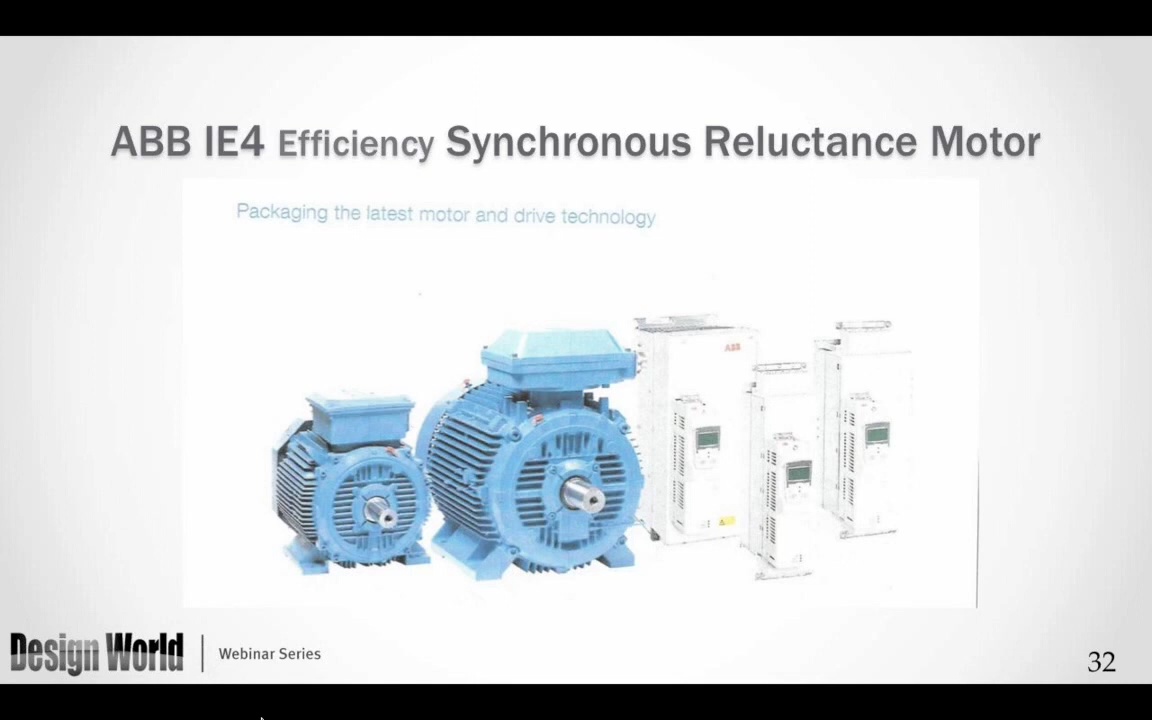 ABB IE4 Efficiency Synchronous Reluctance Motor
Packaging the latest motor and drive technology
ABB
Design World
Webinar Series
32